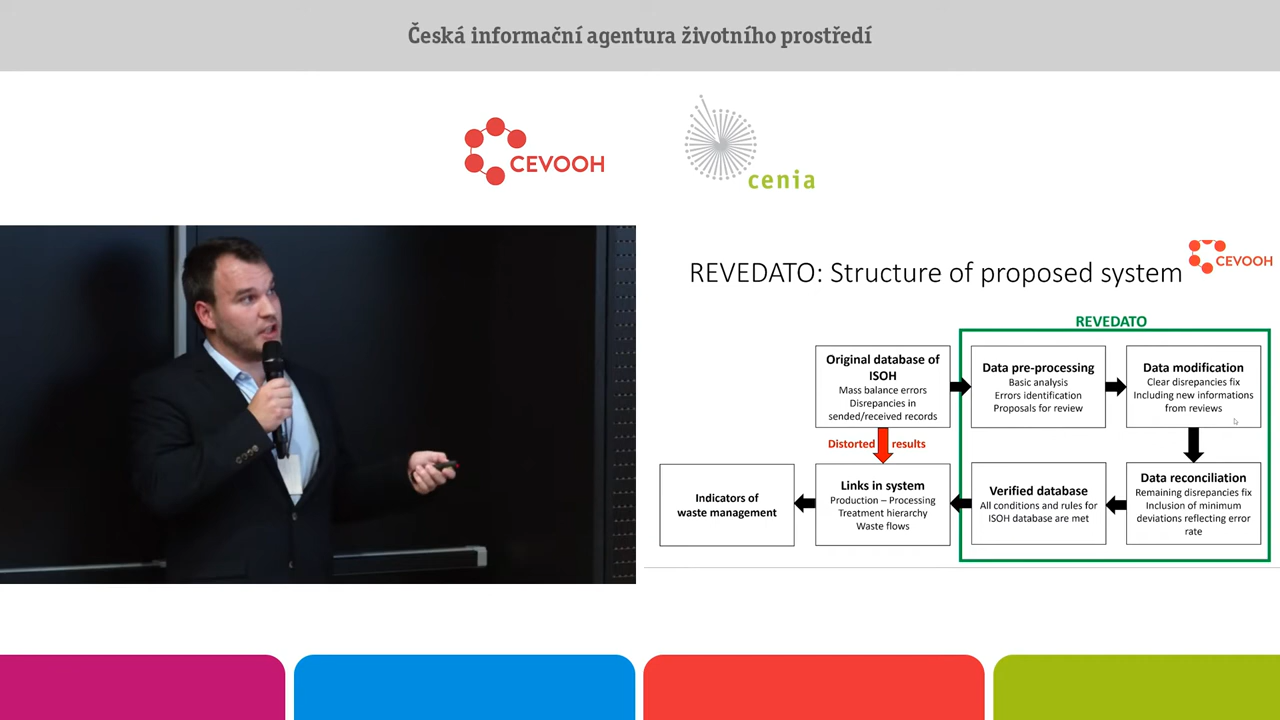 Česká informační agentura životního prostředí
CEVOOH
cenia
CEVOOH
REVEDATO: Structure of proposed system
REVEDATO
Original database of
ISOH
Mass balance errors
Disrepancies in
sended/received records
Data pre-processing
Basic analysis
Errors identification
Proposals for review
Data modification
Clear disrepancies fix
Including new informations
from reviews
Distorted results
Indicators of
waste management
Links in system
Production – Processing
Treatment hierarchy
Waste flows
Verified database
All conditions and rules for
ISOH database are met
Data reconciliation
Remaining disrepancies fix
Inclusion of minimum
deviations reflecting error
rate